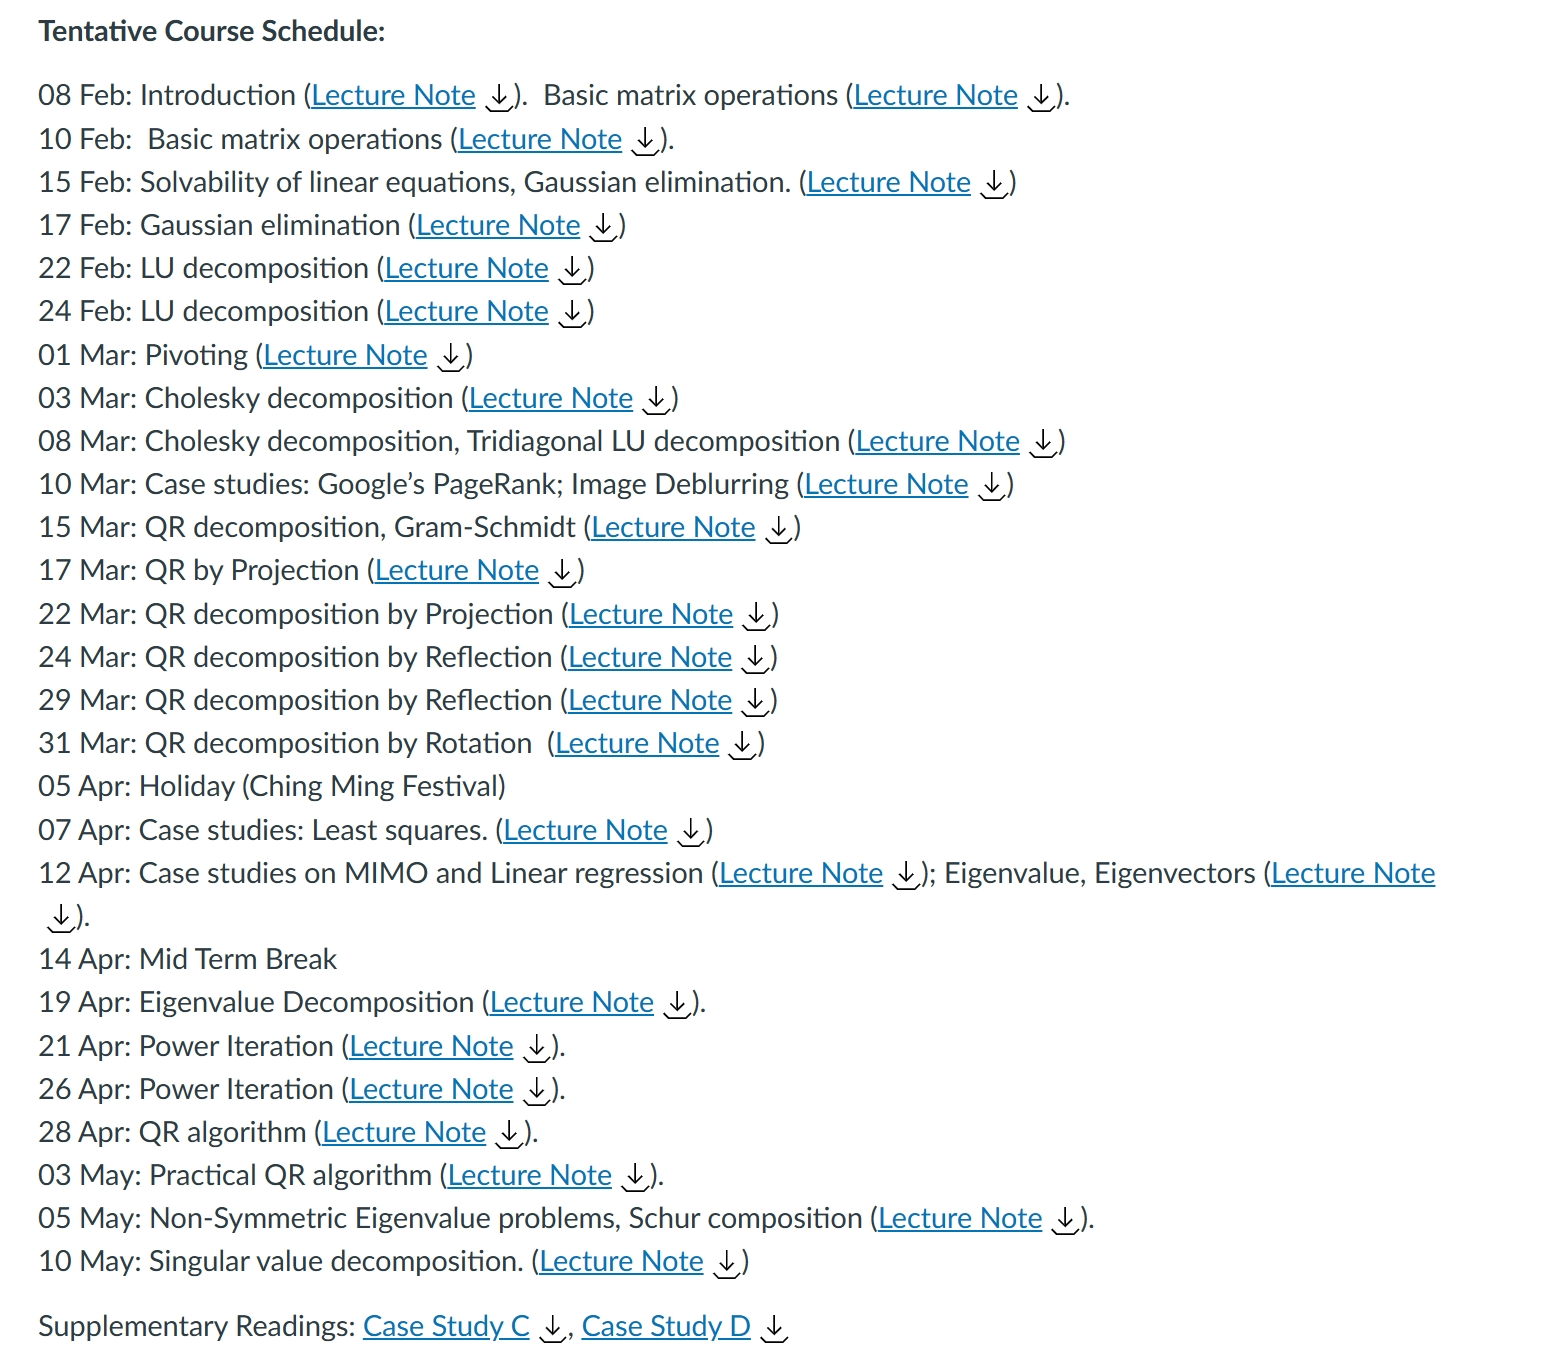 Tentative Course Schedule:
08 Feb: Introduction (Lecture Note ). Basic matrix operations (Lecture Note ).
10 Feb: Basic matrix operations (Lecture Note ).
15 Feb: Solvability of linear equations, Gaussian elimination. (Lecture Note )
17 Feb: Gaussian elimination (Lecture Note )
22 Feb: LU decomposition (Lecture Note )
24 Feb: LU decomposition (Lecture Note )
01 Mar: Pivoting (Lecture Note )
03 Mar: Cholesky decomposition (Lecture Note )
08 Mar: Cholesky decomposition, Tridiagonal LU decomposition (Lecture Note )
10 Mar: Case studies: Google’s PageRank; Image Deblurring (Lecture Note )
15 Mar: QR decomposition, Gram-Schmidt (Lecture Note )
17 Mar: QR by Projection (Lecture Note )
22 Mar: QR decomposition by Projection (Lecture Note )
24 Mar: QR decomposition by Reflection (Lecture Note )
29 Mar: QR decomposition by Reflection (Lecture Note )
31 Mar: QR decomposition by Rotation (Lecture Note )
05 Apr: Holiday (Ching Ming Festival)
07 Apr: Case studies: Least squares. (Lecture Note )
12 Apr: Case studies on MIMO and Linear regression (Lecture Note ); Eigenvalue, Eigenvectors (Lecture Note
).
14 Apr: Mid Term Break
19 Apr: Eigenvalue Decomposition (Lecture Note ).
21 Apr: Power Iteration (Lecture Note ).
26 Apr: Power Iteration (Lecture Note ).
28 Apr: QR algorithm (Lecture Note ).
03 May: Practical QR algorithm (Lecture Note ).
05 May: Non-Symmetric Eigenvalue problems, Schur composition (Lecture Note ).
10 May: Singular value decomposition. (Lecture Note )
Supplementary Readings: Case Study C , Case Study D